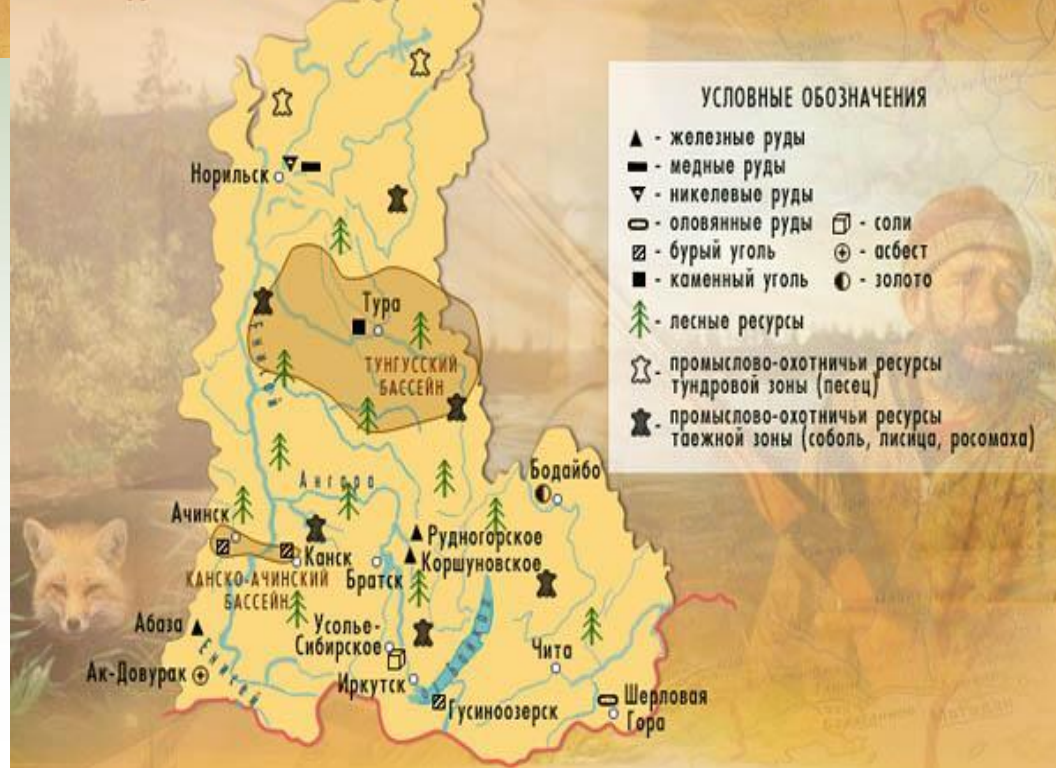 УСЛОВНЫЕ ОБОЗНАЧЕНИЯ
- железные руды
- медные руды
- никелевые руды
- оловянные руды
- соли
- бурый уголь
- асбест
- каменный уголь
- золото
- лесные ресурсы
- промыслово-охотничьи ресурсы
тундровой зоны (песец)
- промыслово-охотничьи ресурсы
таежной зоны (соболь, лисица, росомаха)
Норильск
Тура
ТУНГУССКИЙ
БАССЕЙН
Ангара
Бодайбо
Ачинск
Рудногорское
Канск
Коршуновское
Братск
КАНСКО-АЧИНСКИЙ
БАССЕЙН
Абаза
Усолье-
Сибирское
ЕНИСЕЙ
Чита
Ак-Довурак
Иркутск
Гусиноозерск
Шерловая
Гора